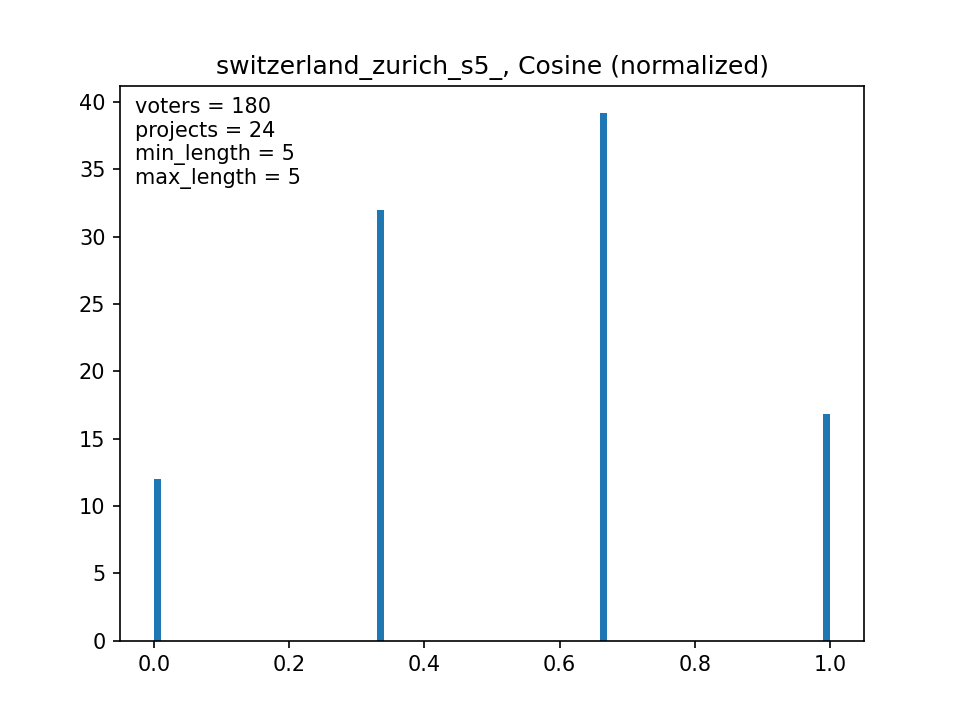 switzerland_zurich_s5_, Cosine (normalized)
voters = 180
projects = 24
min_length = 5
max_length = 5
40
35
30
25
20
15
10
5
0
0.0 0.2 0.4 0.6 0.8 1.0